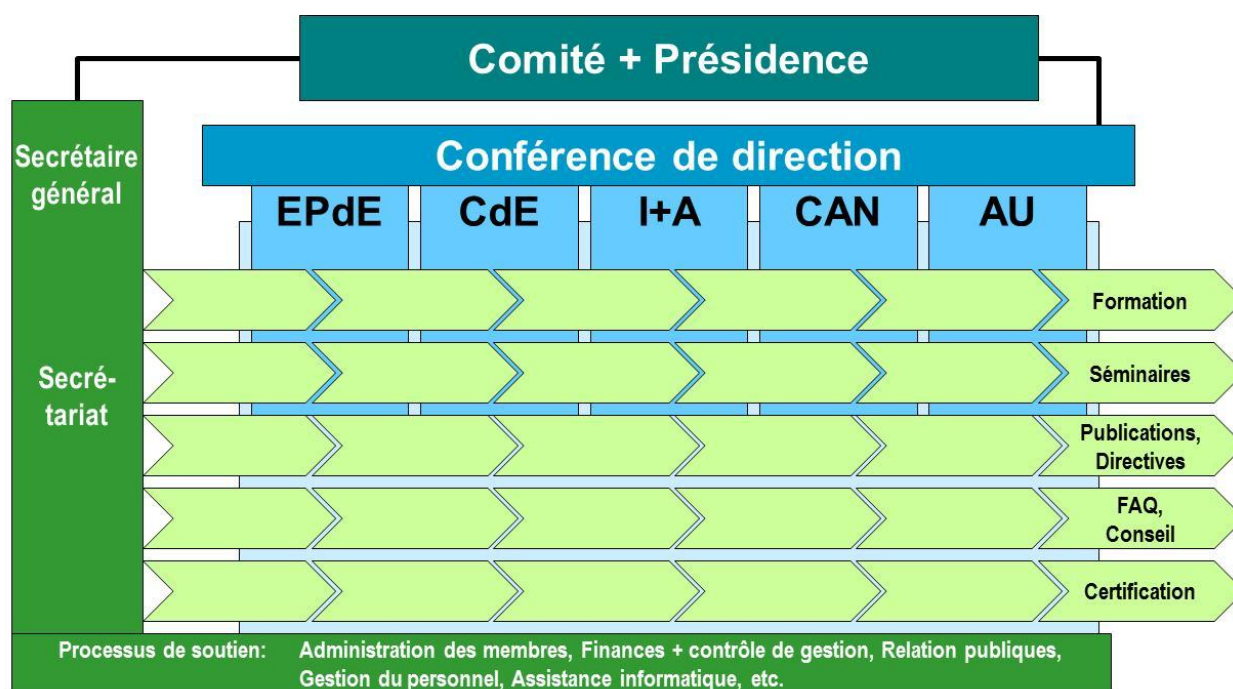 Comité + Présidence
Secrétaire
général
Conférence de direction
EPdE CdE I+A CAN AU
Formation
Séminaires
Secré-
tariat
Publications,
Directives
FAQ,
Conseil
Certification
Processus de soutien: Administration des membres, Finances + contrôle de gestion, Relation publiques,
Gestion du personnel, Assistance informatique, etc.